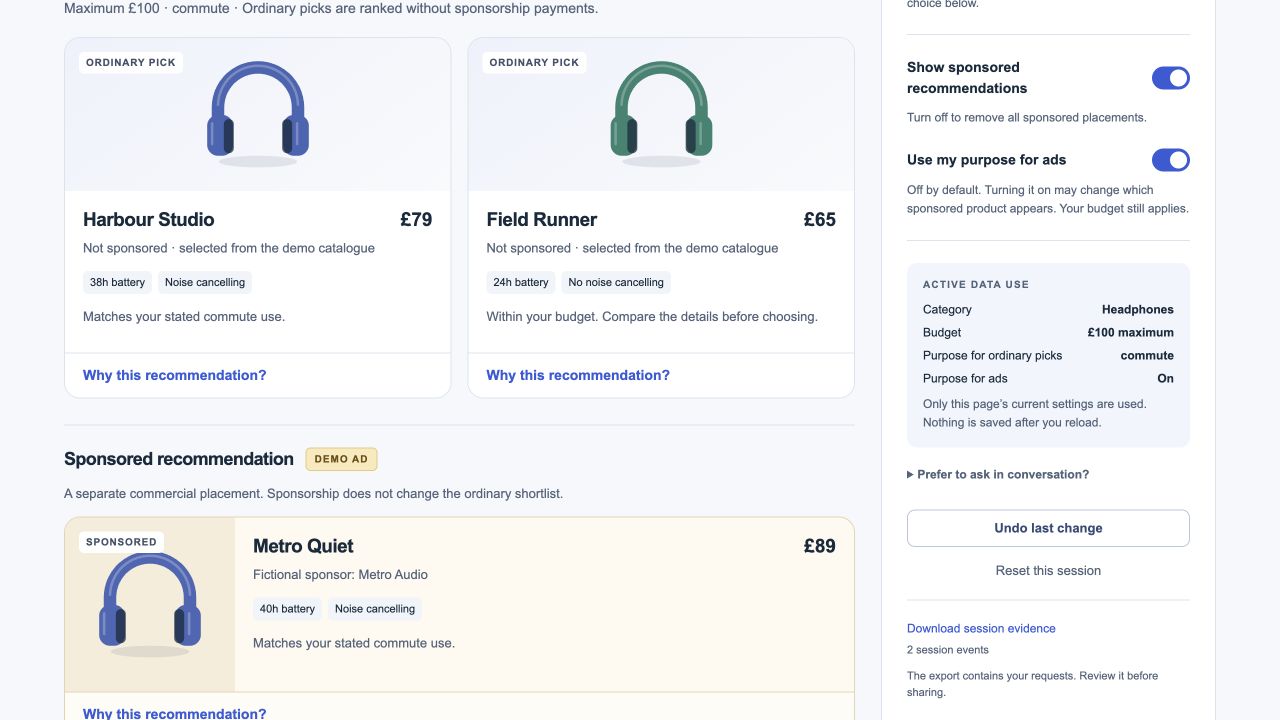 Maximum £100 · commute · Ordinary picks are ranked without sponsorship payments.
ORDINARY PICK
Harbour Studio £79
Not sponsored · selected from the demo catalogue
38h battery Noise cancelling
Matches your stated commute use.
Why this recommendation?
ORDINARY PICK
Field Runner £65
Not sponsored · selected from the demo catalogue
24h battery No noise cancelling
Within your budget. Compare the details before choosing.
Why this recommendation?
Sponsored recommendation DEMO AD
A separate commercial placement. Sponsorship does not change the ordinary shortlist.
SPONSORED
Metro Quiet £89
Fictional sponsor: Metro Audio
40h battery Noise cancelling
Matches your stated commute use.
Why this recommendation?
choice below.
Show sponsored
recommendations
Turn off to remove all sponsored placements.
Use my purpose for ads
Off by default. Turning it on may change which
sponsored product appears. Your budget still applies.
ACTIVE DATA USE
Category Headphones
Budget £100 maximum
Purpose for ordinary picks commute
Purpose for ads On
Only this page’s current settings are used.
Nothing is saved after you reload.
Prefer to ask in conversation?
Undo last change
Reset this session
Download session evidence
2 session events
The export contains your requests. Review it before
sharing.